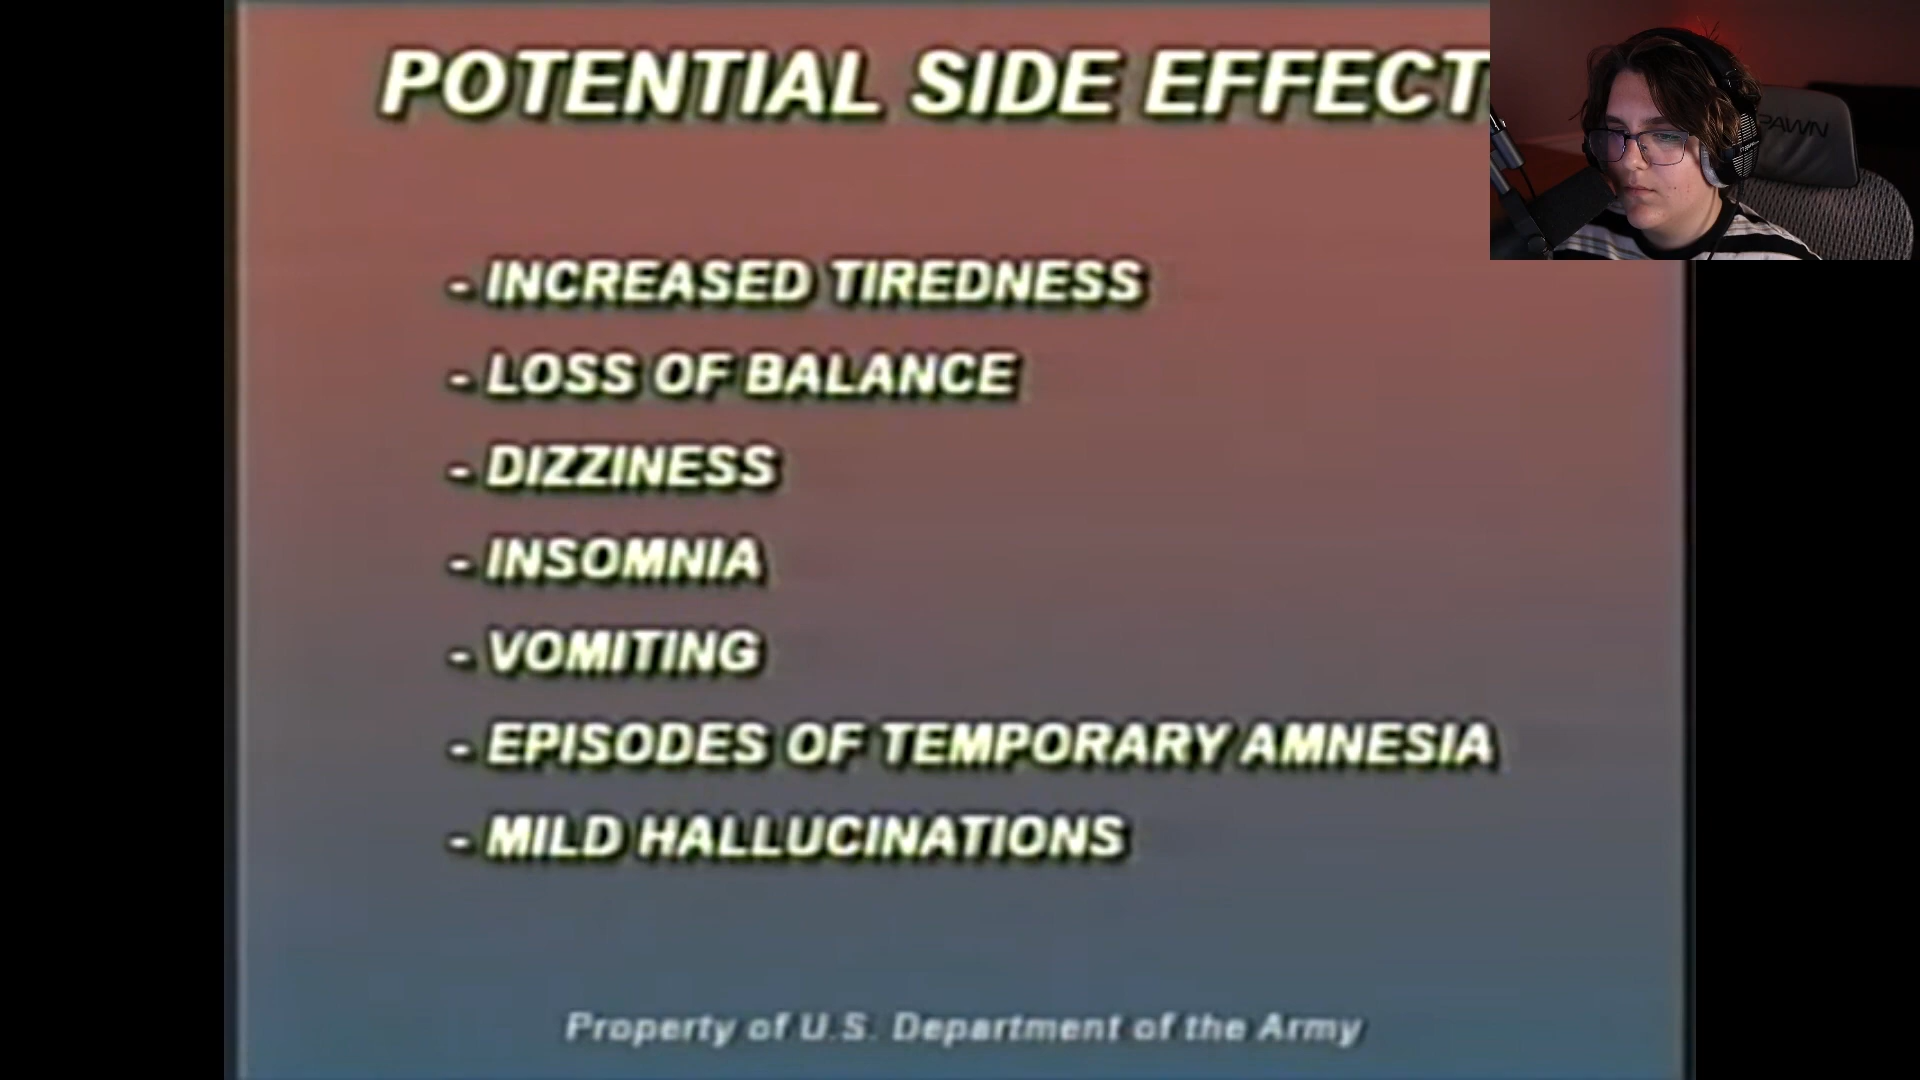 POTENTIAL SIDE EFFECT
- INCREASED TIREDNESS
- LOSS OF BALANCE
- DIZZINESS
- INSOMNIA
- VOMITING
- EPISODES OF TEMPORARY AMNESIA
- MILD HALLUCINATIONS
Property of U.S. Department of the Army
PAWN